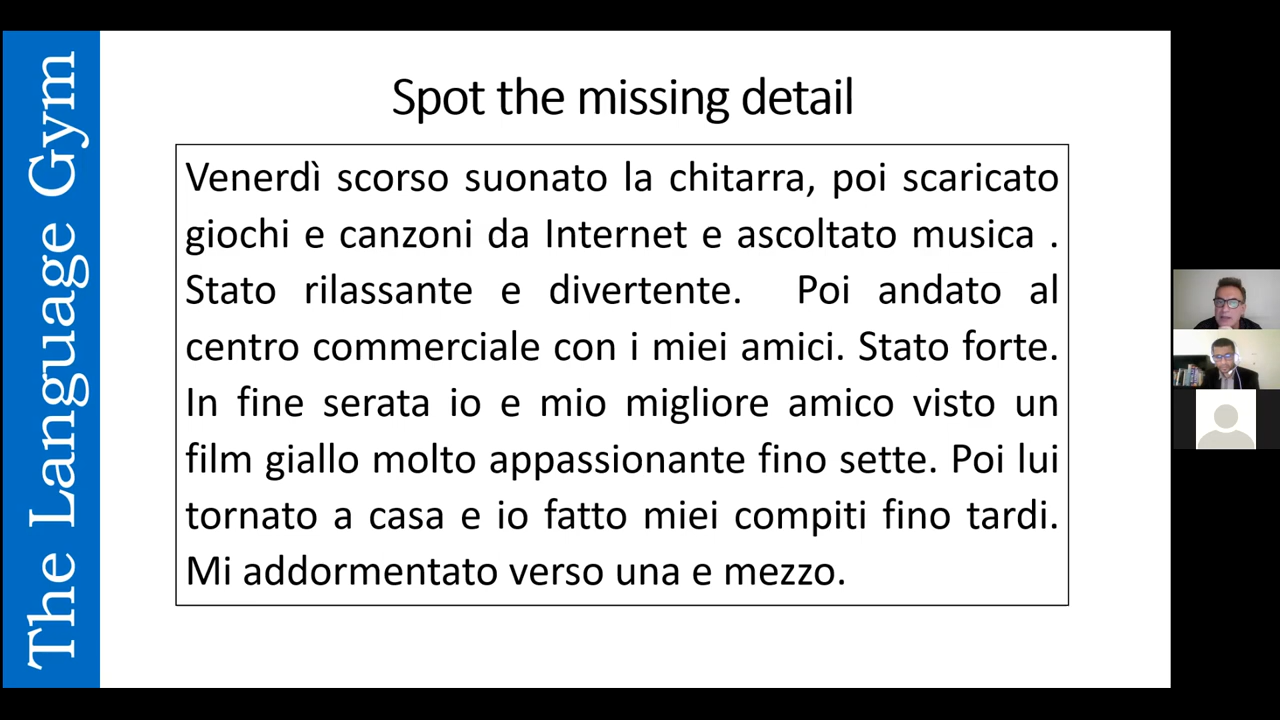 The Language Gym
Spot the missing detail
Venerdì scorso suonato la chitarra, poi scaricato
giochi e canzoni da Internet e ascoltato musica .
Stato rilassante e divertente. Poi andato al
centro commerciale con i miei amici. Stato forte.
In fine serata io e mio migliore amico visto un
film giallo molto appassionante fino sette. Poi lui
tornato a casa e io fatto miei compiti fino tardi.
Mi addormentato verso una e mezzo.